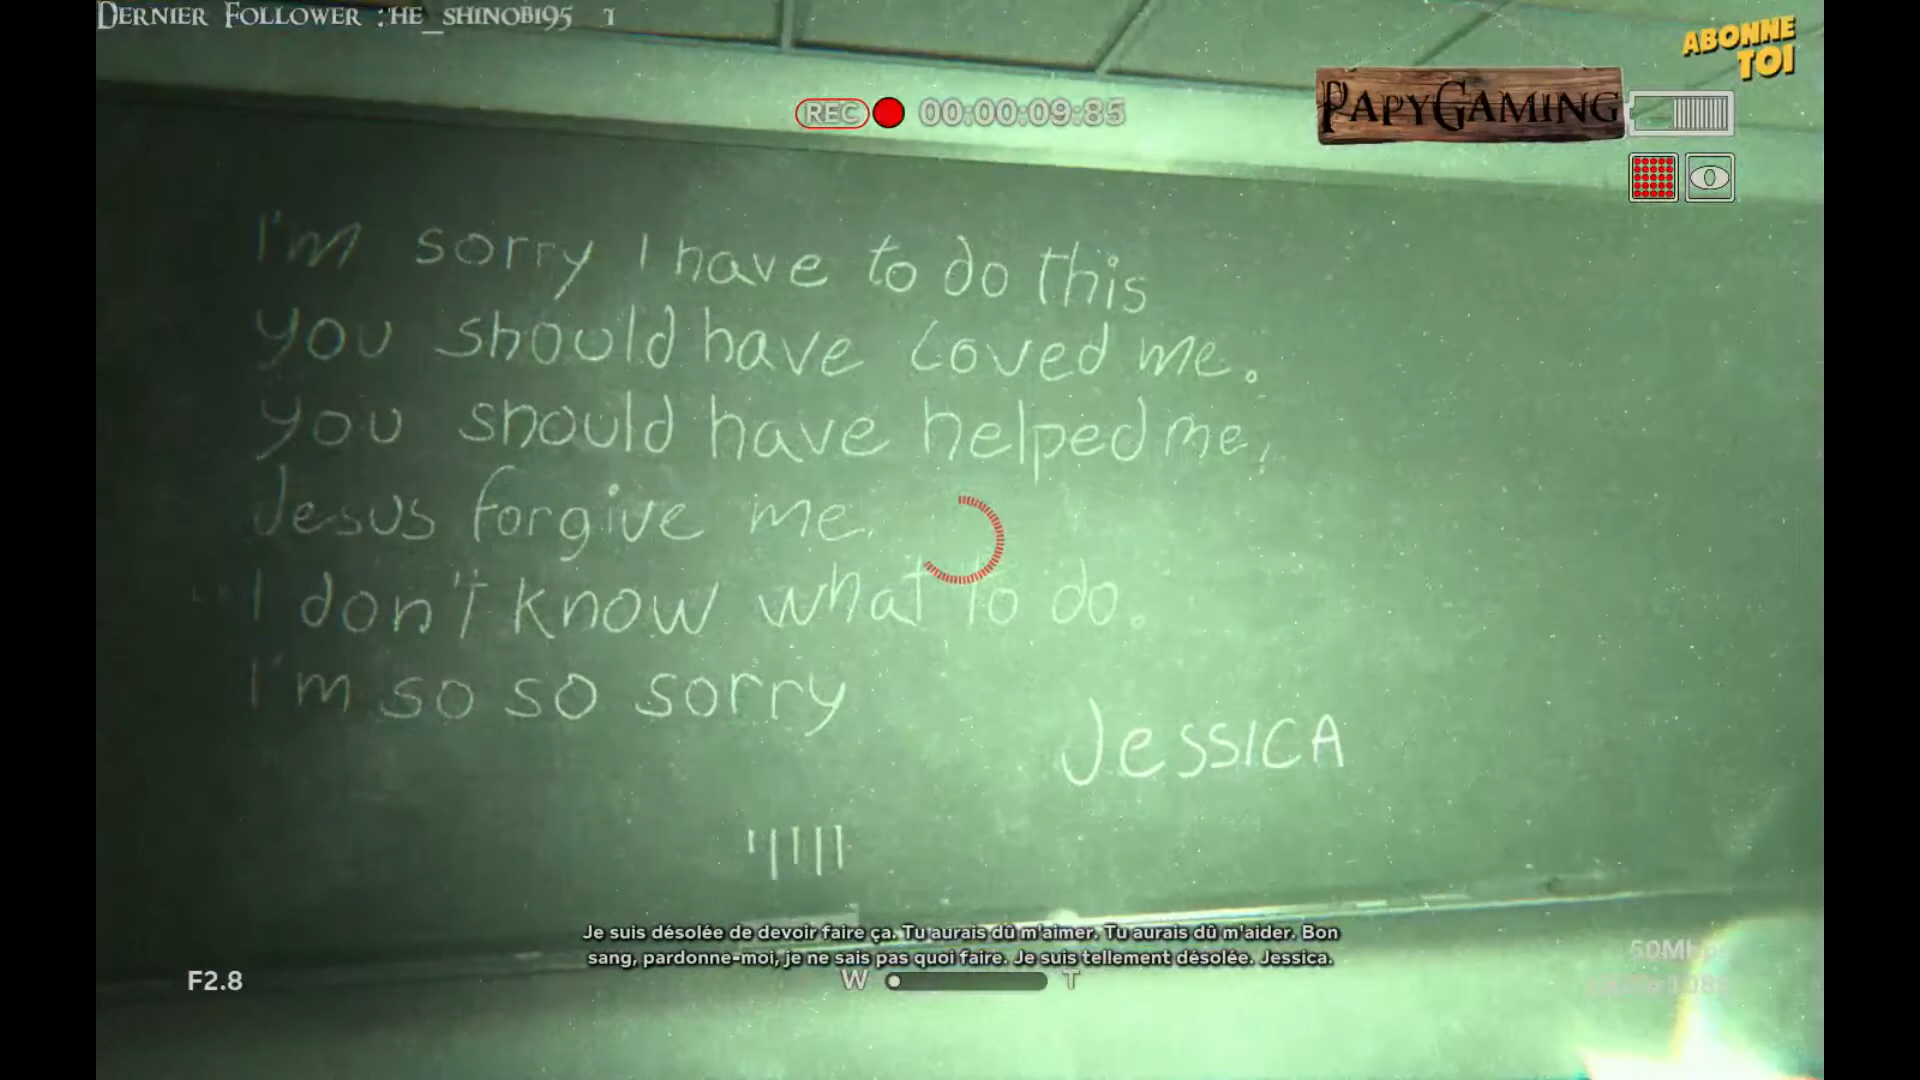 DERNIER FOLLOWER : HE_SHINOBI95
ABONNE
TOI
REC 00:00:09:85
PAPYGAMING
I'm sorry I have to do this
you should have loved me.
you should have helped me,
Jesus forgive me.
I don't know what to do.
I'm so so sorry
JessicA
Je suis désolée de devoir faire ça. Tu aurais dû m'aimer. Tu aurais dû m'aider. Bon
sang, pardonne-moi, je ne sais pas quoi faire. Je suis tellement désolée. Jessica.
F2.8
W T